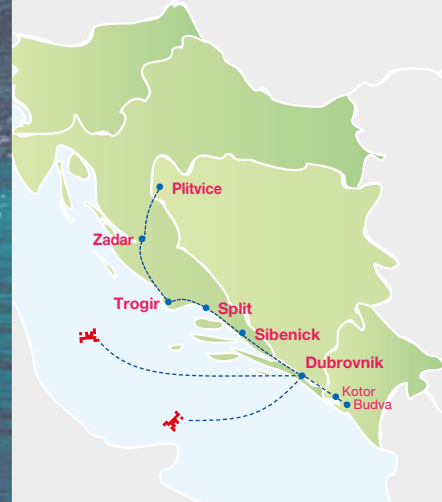 Plitvice
Zadar
Trogir
Split
Sibenick
Dubrovnik
Kotor
Budva